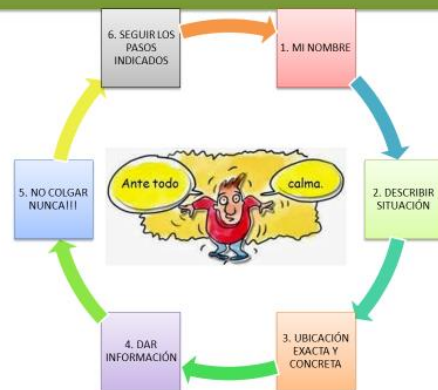 6. SEGUIR LOS
PASOS
INDICADOS
1. MI NOMBRE
2. DESCRIBIR
SITUACIÓN
3. UBICACIÓN
EXACTA Y
CONCRETA
4. DAR
INFORMACIÓN
5. NO COLGAR
NUNCA!!!
Ante todo
calma.